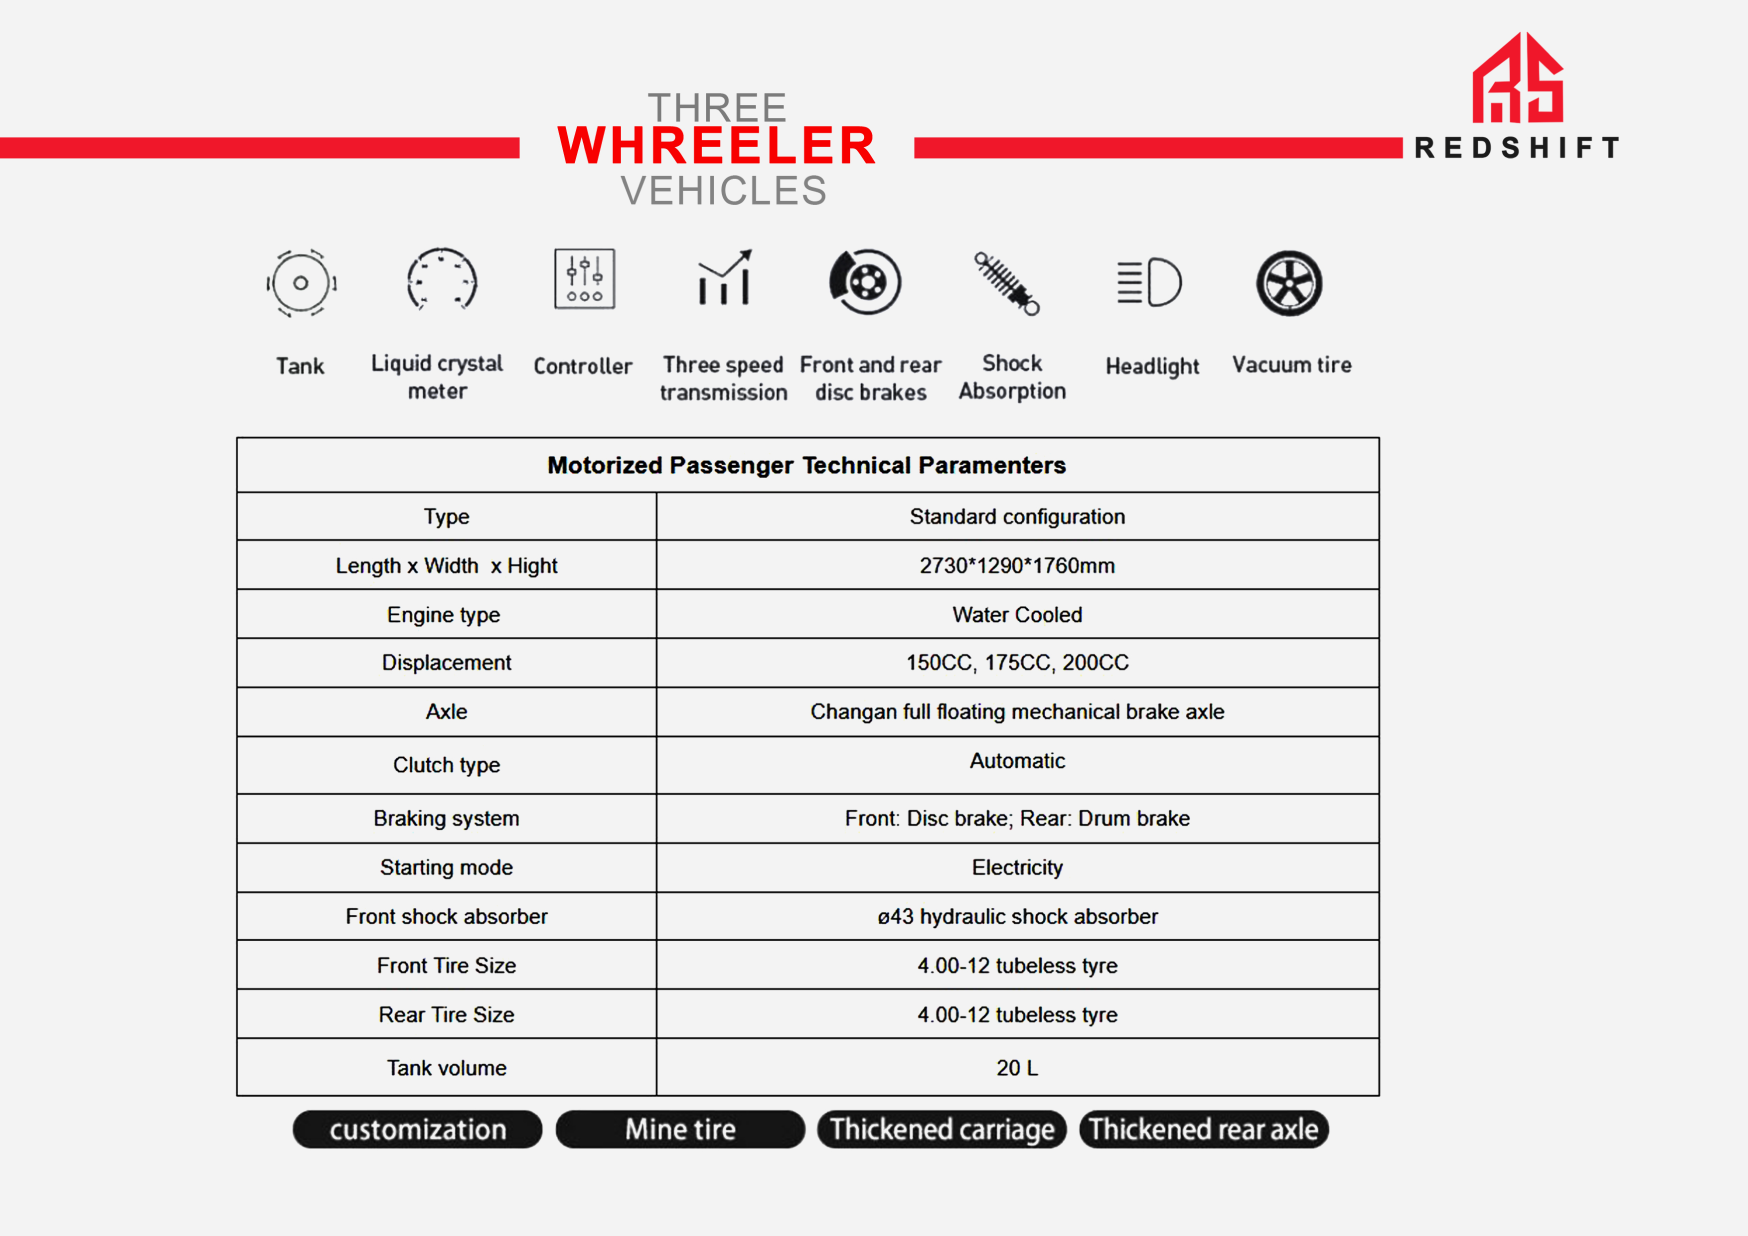 THREE
WHREELER
VEHICLES
RS
REDSHIFT
Tank
Liquid crystal
meter
Controller
Three speed
transmission
Front and rear
disc brakes
Shock
Absorption
Headlight
Vacuum tire
Motorized Passenger Technical Paramenters
Type
Standard configuration
Length x Width  x Hight
2730*1290*1760mm
Engine type
Water Cooled
Displacement
150CC, 175CC, 200CC
Axle
Changan full floating mechanical brake axle
Clutch type
Automatic
Braking system
Front: Disc brake; Rear: Drum brake
Starting mode
Electricity
Front shock absorber
ø43 hydraulic shock absorber
Front Tire Size
4.00-12 tubeless tyre
Rear Tire Size
4.00-12 tubeless tyre
Tank volume
20 L
customization
Mine tire
Thickened carriage
Thickened rear axle